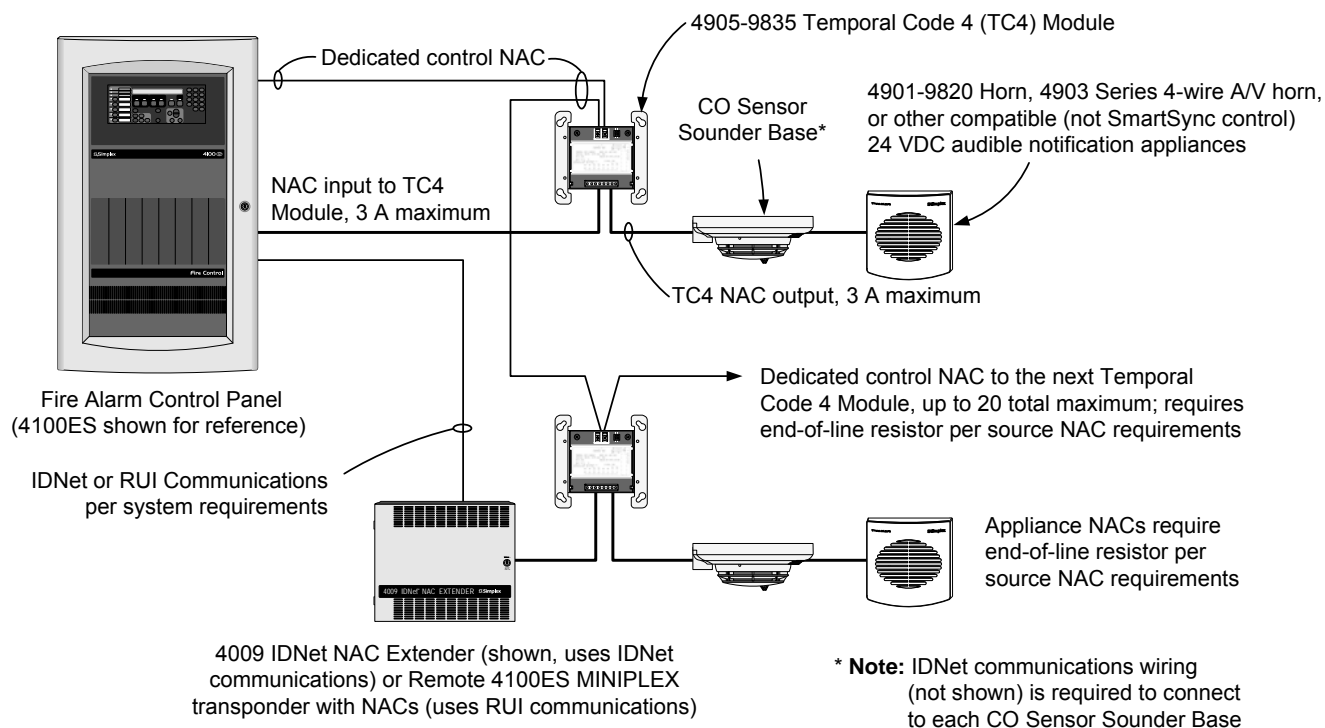 4905-9835 Temporal Code 4 (TC4) Module
Dedicated control NAC
CO Sensor
Sounder Base*
4901-9820 Horn, 4903 Series 4-wire A/V horn,
or other compatible (not SmartSync control)
24 VDC audible notification appliances
Simplex
4100ES
NAC input to TC4
Module, 3 A maximum
Fire Control
TC4 NAC output, 3 A maximum
Fire Alarm Control Panel
(4100ES shown for reference)
Dedicated control NAC to the next Temporal
Code 4 Module, up to 20 total maximum; requires
end-of-line resistor per source NAC requirements
IDNet or RUI Communications
per system requirements
Appliance NACs require
end-of-line resistor per
source NAC requirements
4009 IDNet NAC EXTENDER Simplex
4009 IDNet NAC Extender (shown, uses IDNet
communications) or Remote 4100ES MINIPLEX
transponder with NACs (uses RUI communications)
* Note: IDNet communications wiring
(not shown) is required to connect
to each CO Sensor Sounder Base